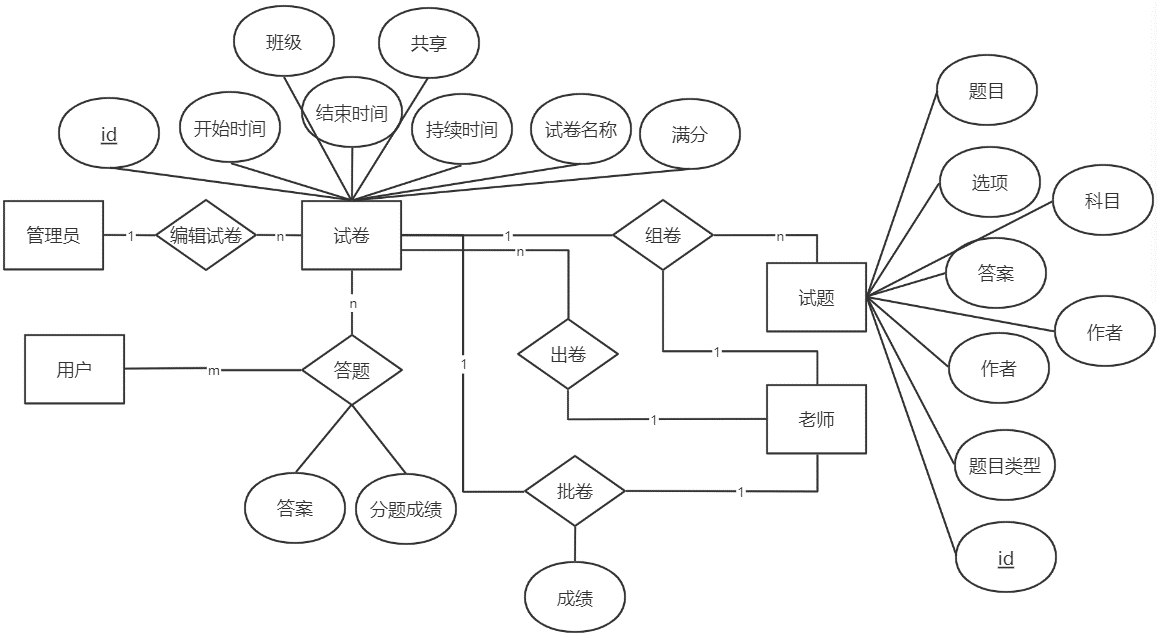 班级
共享
题目
id
开始时间
结束时间
持续时间
试卷名称
满分
选项
科目
管理员
1
编辑试卷
n
试卷
1
组卷
n
n
答案
试题
n
作者
用户
m
答题
1
出卷
1
作者
1
老师
题目类型
答案
分题成绩
批卷
1
id
成绩